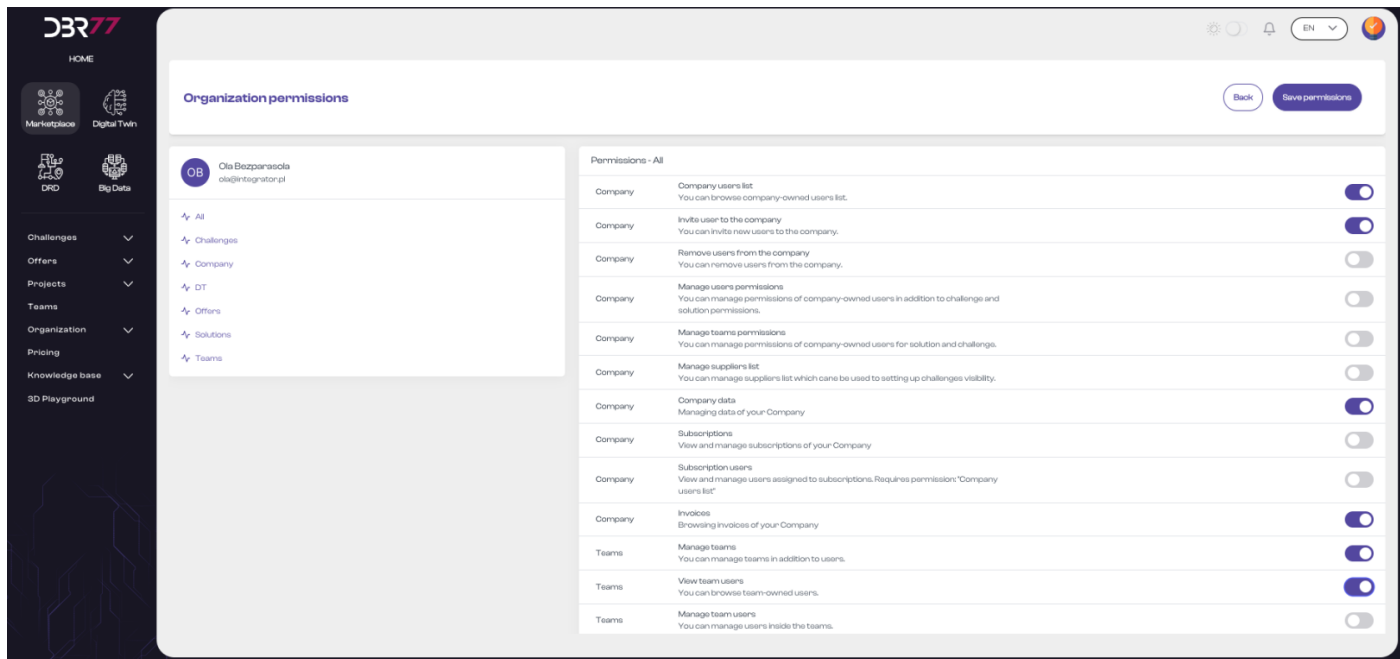 DBR77
HOME
Marketplace
Digital Twin
DRD
Big Data
Challenges
Offers
Projects
Teams
Organization
Pricing
Knowledge base
3D Playground
EN
Organization permissions
Back
Save permissions
OB
Ola Bezparasola
ola@integrator.pl
All
Challenges
Company
DT
Offers
Solutions
Teams
Permissions - All
Company
Company users list
You can browse company-owned users list.
Company
Invite user to the company
You can invite new users to the company.
Company
Remove users from the company
You can remove users from the company.
Company
Manage users permissions
You can manage permissions of company-owned users in addition to challenge and
solution permissions.
Company
Manage teams permissions
You can manage permissions of company-owned users for solution and challenge.
Company
Manage suppliers list
You can manage suppliers list which cane be used to setting up challenges visibility.
Company
Company data
Managing data of your Company
Company
Subscriptions
View and manage subscriptions of your Company
Company
Subscription users
View and manage users assigned to subscriptions. Requires permission: "Company
users list"
Company
Invoices
Browsing invoices of your Company
Teams
Manage teams
You can manage teams in addition to users.
Teams
View team users
You can browse team-owned users.
Teams
Manage team users
You can manage users inside the teams.